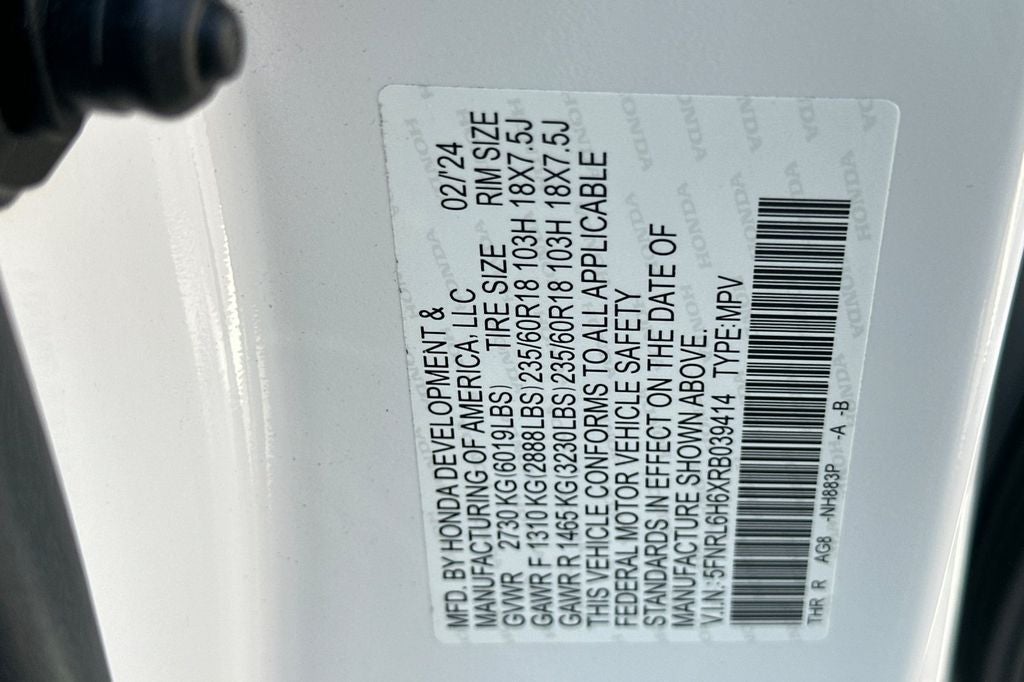 MFD. BY HONDA DEVELOPMENT &
MANUFACTURING OF AMERICA, LLC 02/'24
GVWR 2730 KG(6019LBS) TIRE SIZE RIM SIZE
GAWR F 1310 KG(2888LBS) 235/60R18 103H 18X7.5J
GAWR R 1465 KG(3230LBS) 235/60R18 103H 18X7.5J
THIS VEHICLE CONFORMS TO ALL APPLICABLE
FEDERAL MOTOR VEHICLE SAFETY
STANDARDS IN EFFECT ON THE DATE OF
MANUFACTURE SHOWN ABOVE.
V.I.N.:5FNRL6H6XRB039414 TYPE:MPV
THR R AG8 -NH883P -A -B